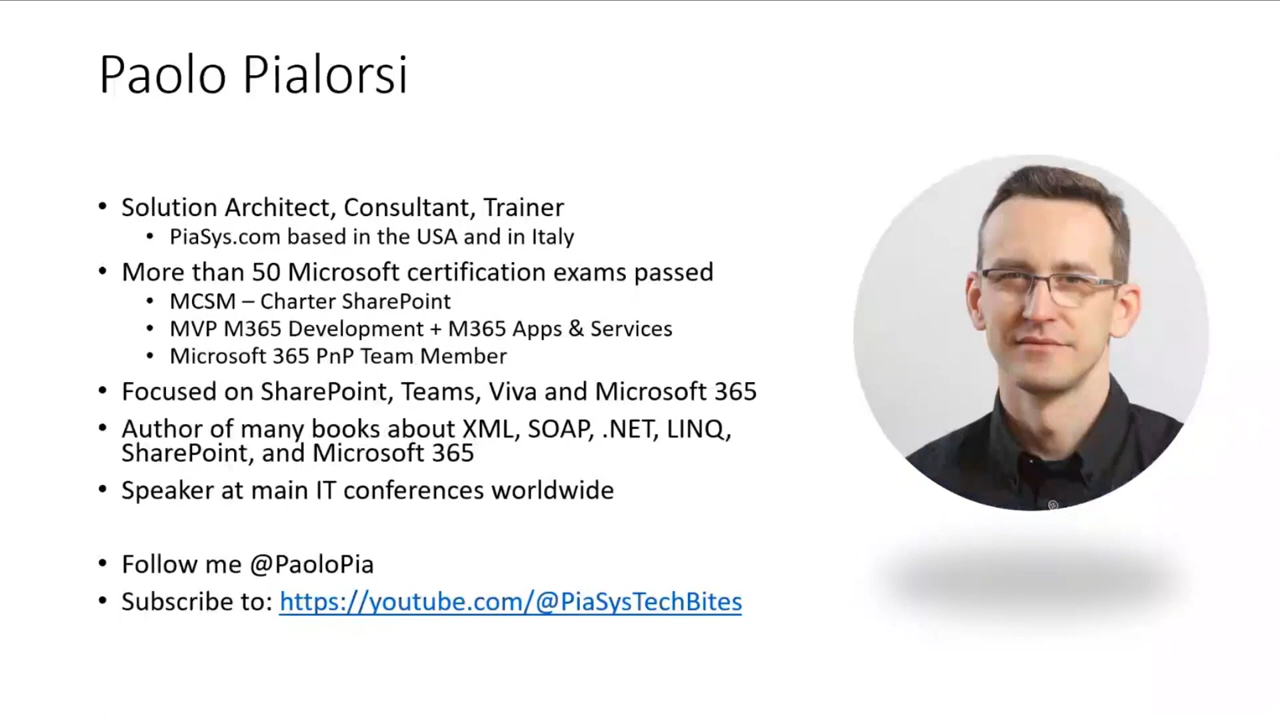 Paolo Pialorsi
• Solution Architect, Consultant, Trainer
• PiaSys.com based in the USA and in Italy
• More than 50 Microsoft certification exams passed
• MCSM – Charter SharePoint
• MVP M365 Development + M365 Apps & Services
• Microsoft 365 PnP Team Member
• Focused on SharePoint, Teams, Viva and Microsoft 365
• Author of many books about XML, SOAP, .NET, LINQ,
SharePoint, and Microsoft 365
• Speaker at main IT conferences worldwide
• Follow me @PaoloPia
• Subscribe to: https://youtube.com/@PiaSysTechBites